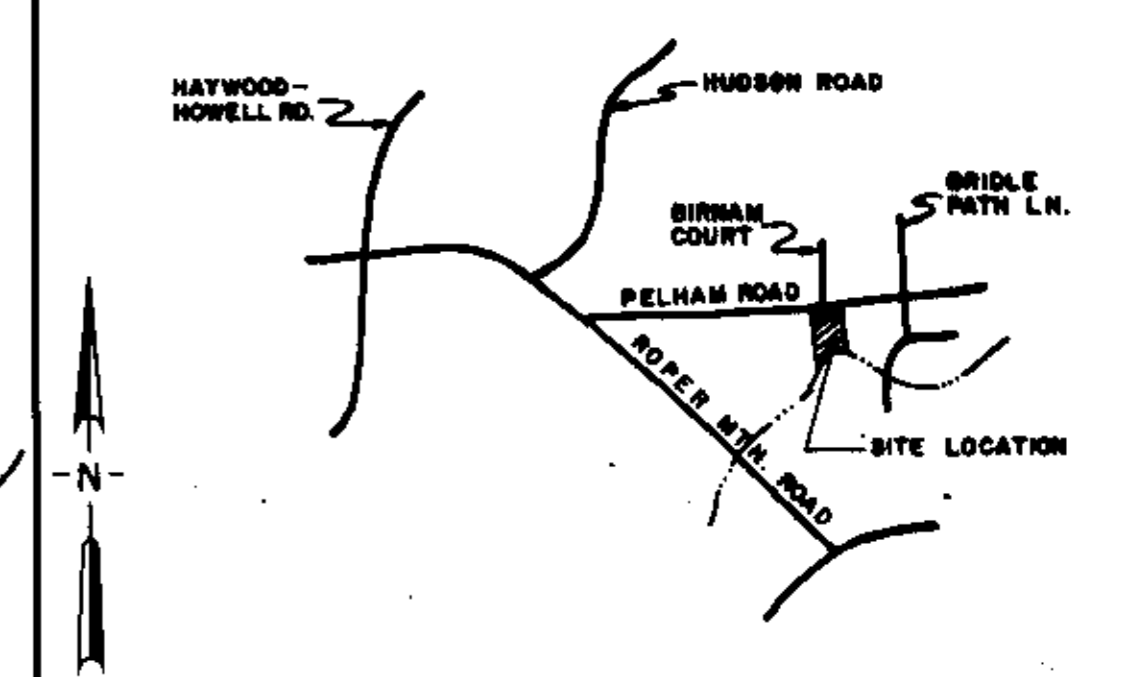 HAYWOOD-
HOWELL RD.
HUDSON ROAD
BRIDLE
PATH LN.
BIRNAM
COURT
PELHAM ROAD
ROPER MTN. ROAD
SITE LOCATION
-N-